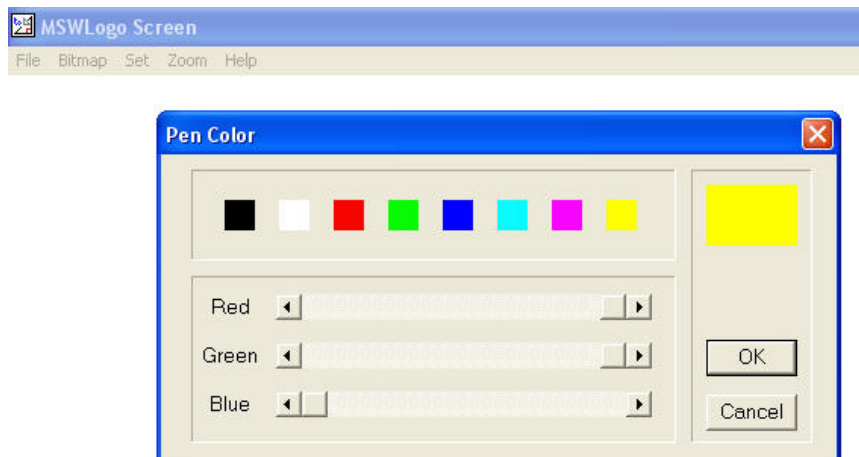 MSWLogo Screen
File Bitmap Set Zoom Help
Pen Color
Red
Green
Blue
OK
Cancel